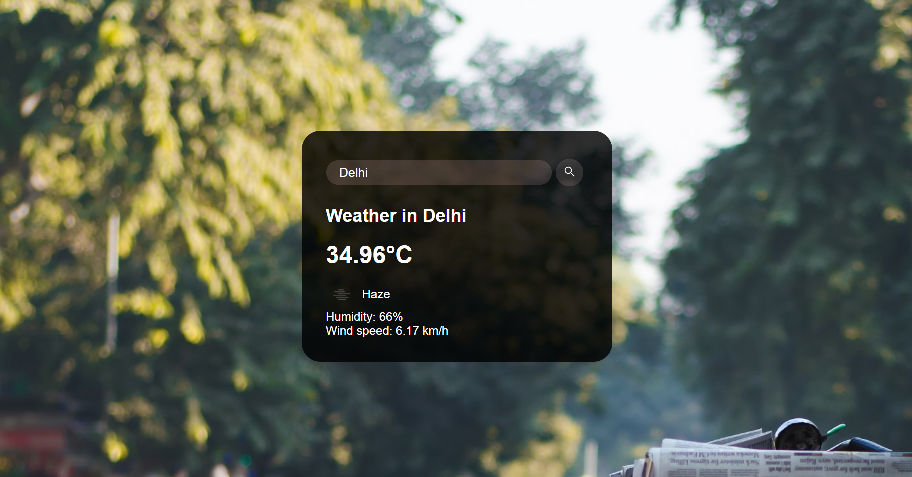 Delhi
Weather in Delhi
34.96°C
Haze
Humidity: 66%
Wind speed: 6.17 km/h